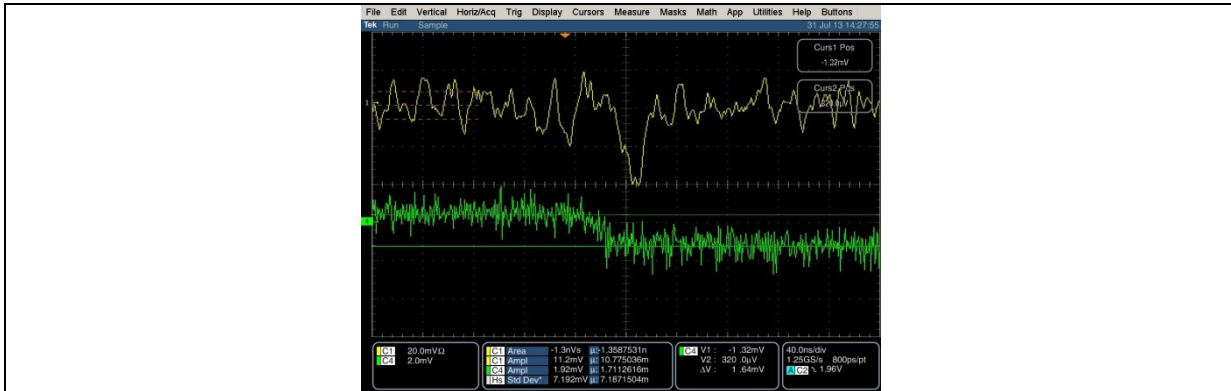 File Edit Vertical Horiz/Acq Trig Display Cursors Measure Masks Math App Utilities Help Buttons
Tek Run Sample 31 Jul 13 14:27:55
Curs1 Pos
-1.32mV
Curs2 Pos
320.0µV
1
4
C1 20.0mVΩ
C4 2.0mV
C1 Area -1.3nVs µ:-1.3587531n
C1 Ampl 11.2mV µ: 10.775036m
C4 Ampl 1.92mV µ: 1.7112616m
Hs Std Dev* 7.192mV µ: 7.1871504m
C4 V1 : -1 .32mV
V2 : 320 .0µV
ΔV : 1 .64mV
40.0ns/div
1.25GS/s 800ps/pt
A C2 \ 1.96V